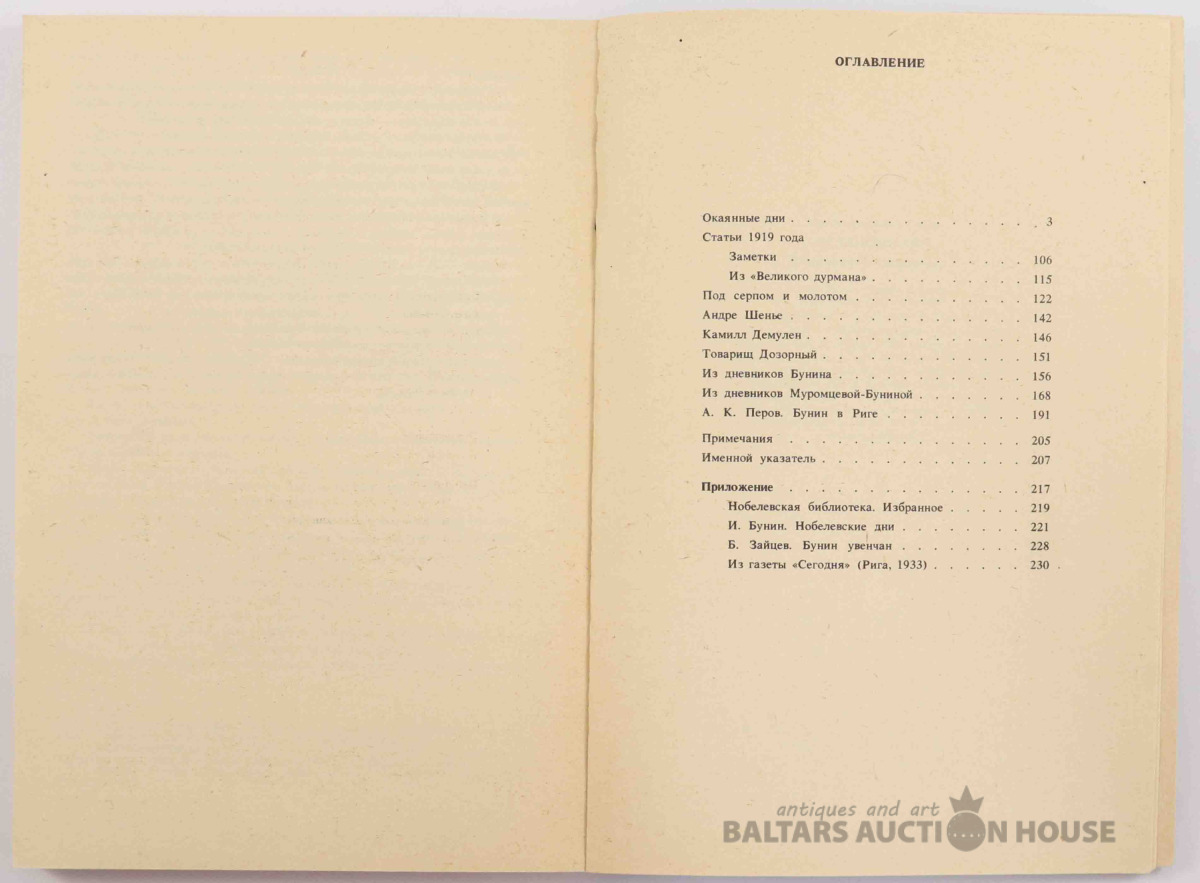 ОГЛАВЛЕНИЕ
Окаянные дни . . . . . . . . . . . . . . . 3
Статьи 1919 года
Заметки . . . . . . . . . . . . . . 106
Из «Великого дурмана» . . . . . . . . . . 115
Под серпом и молотом . . . . . . . . . . . 122
Андре Шенье . . . . . . . . . . . . . . 142
Камилл Демулен . . . . . . . . . . . . . 146
Товарищ Дозорный . . . . . . . . . . . . 151
Из дневников Бунина . . . . . . . . . . . . 156
Из дневников Муромцевой-Буниной . . . . . . . 168
А. К. Перов. Бунин в Риге . . . . . . . . . 191
Примечания . . . . . . . . . . . . . . 205
Именной указатель . . . . . . . . . . . . . 207
Приложение . . . . . . . . . . . . . . 217
Нобелевская библиотека. Избранное . . . . . 219
И. Бунин. Нобелевские дни . . . . . . . . 221
Б. Зайцев. Бунин увенчан . . . . . . . . 228
Из газеты «Сегодня» (Рига, 1933) . . . . . . 230
antiques and art
BALTARS AUCTION HOUSE